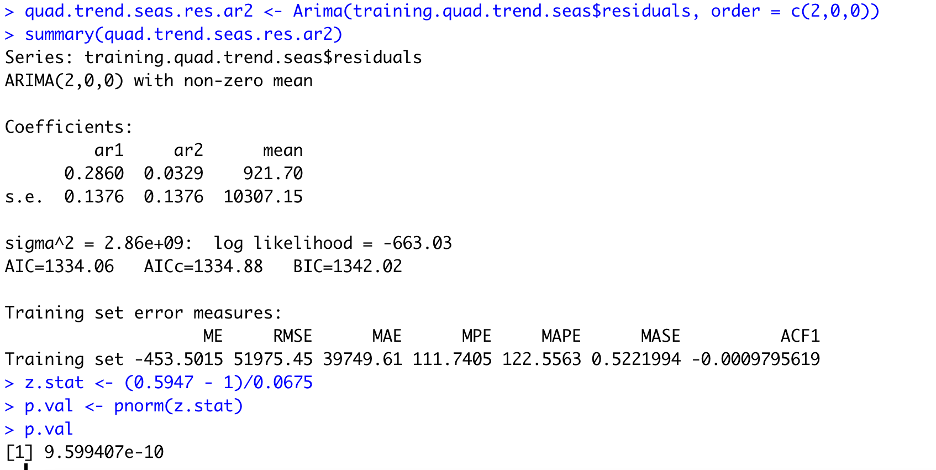 > quad.trend.seas.res.ar2 <- Arima(training.quad.trend.seas$residuals, order = c(2,0,0))
> summary(quad.trend.seas.res.ar2)
Series: training.quad.trend.seas$residuals
ARIMA(2,0,0) with non-zero mean

Coefficients:
         ar1     ar2      mean
      0.2860  0.0329    921.70
s.e.  0.1376  0.1376  10307.15

sigma^2 = 2.86e+09:  log likelihood = -663.03
AIC=1334.06   AICc=1334.88   BIC=1342.02

Training set error measures:
                    ME     RMSE      MAE      MPE     MAPE      MASE          ACF1
Training set -453.5015 51975.45 39749.61 111.7405 122.5563 0.5221994 -0.0009795619
> z.stat <- (0.5947 - 1)/0.0675
> p.val <- pnorm(z.stat)
> p.val
[1] 9.599407e-10